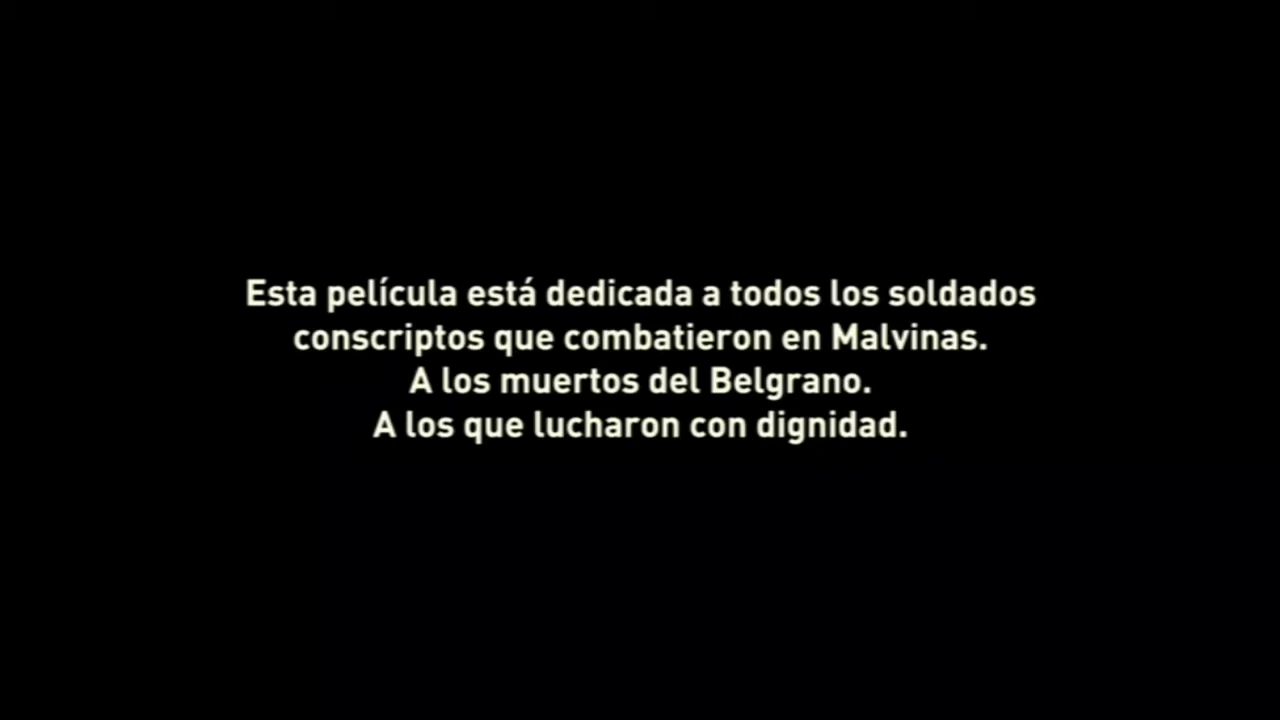 Esta película está dedicada a todos los soldados
conscriptos que combatieron en Malvinas.
A los muertos del Belgrano.
A los que lucharon con dignidad.